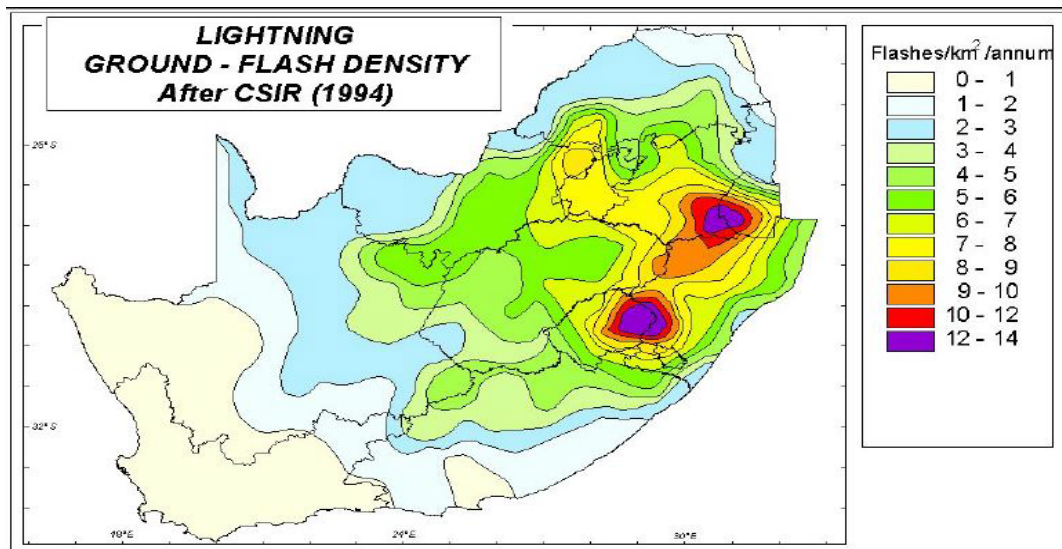 LIGHTNING
GROUND - FLASH DENSITY
After CSIR (1994)
Flashes/km²/annum
0 - 1
1 - 2
2 - 3
3 - 4
4 - 5
5 - 6
6 - 7
7 - 8
8 - 9
9 - 10
10 - 12
12 - 14
32° S
24° E
30° E